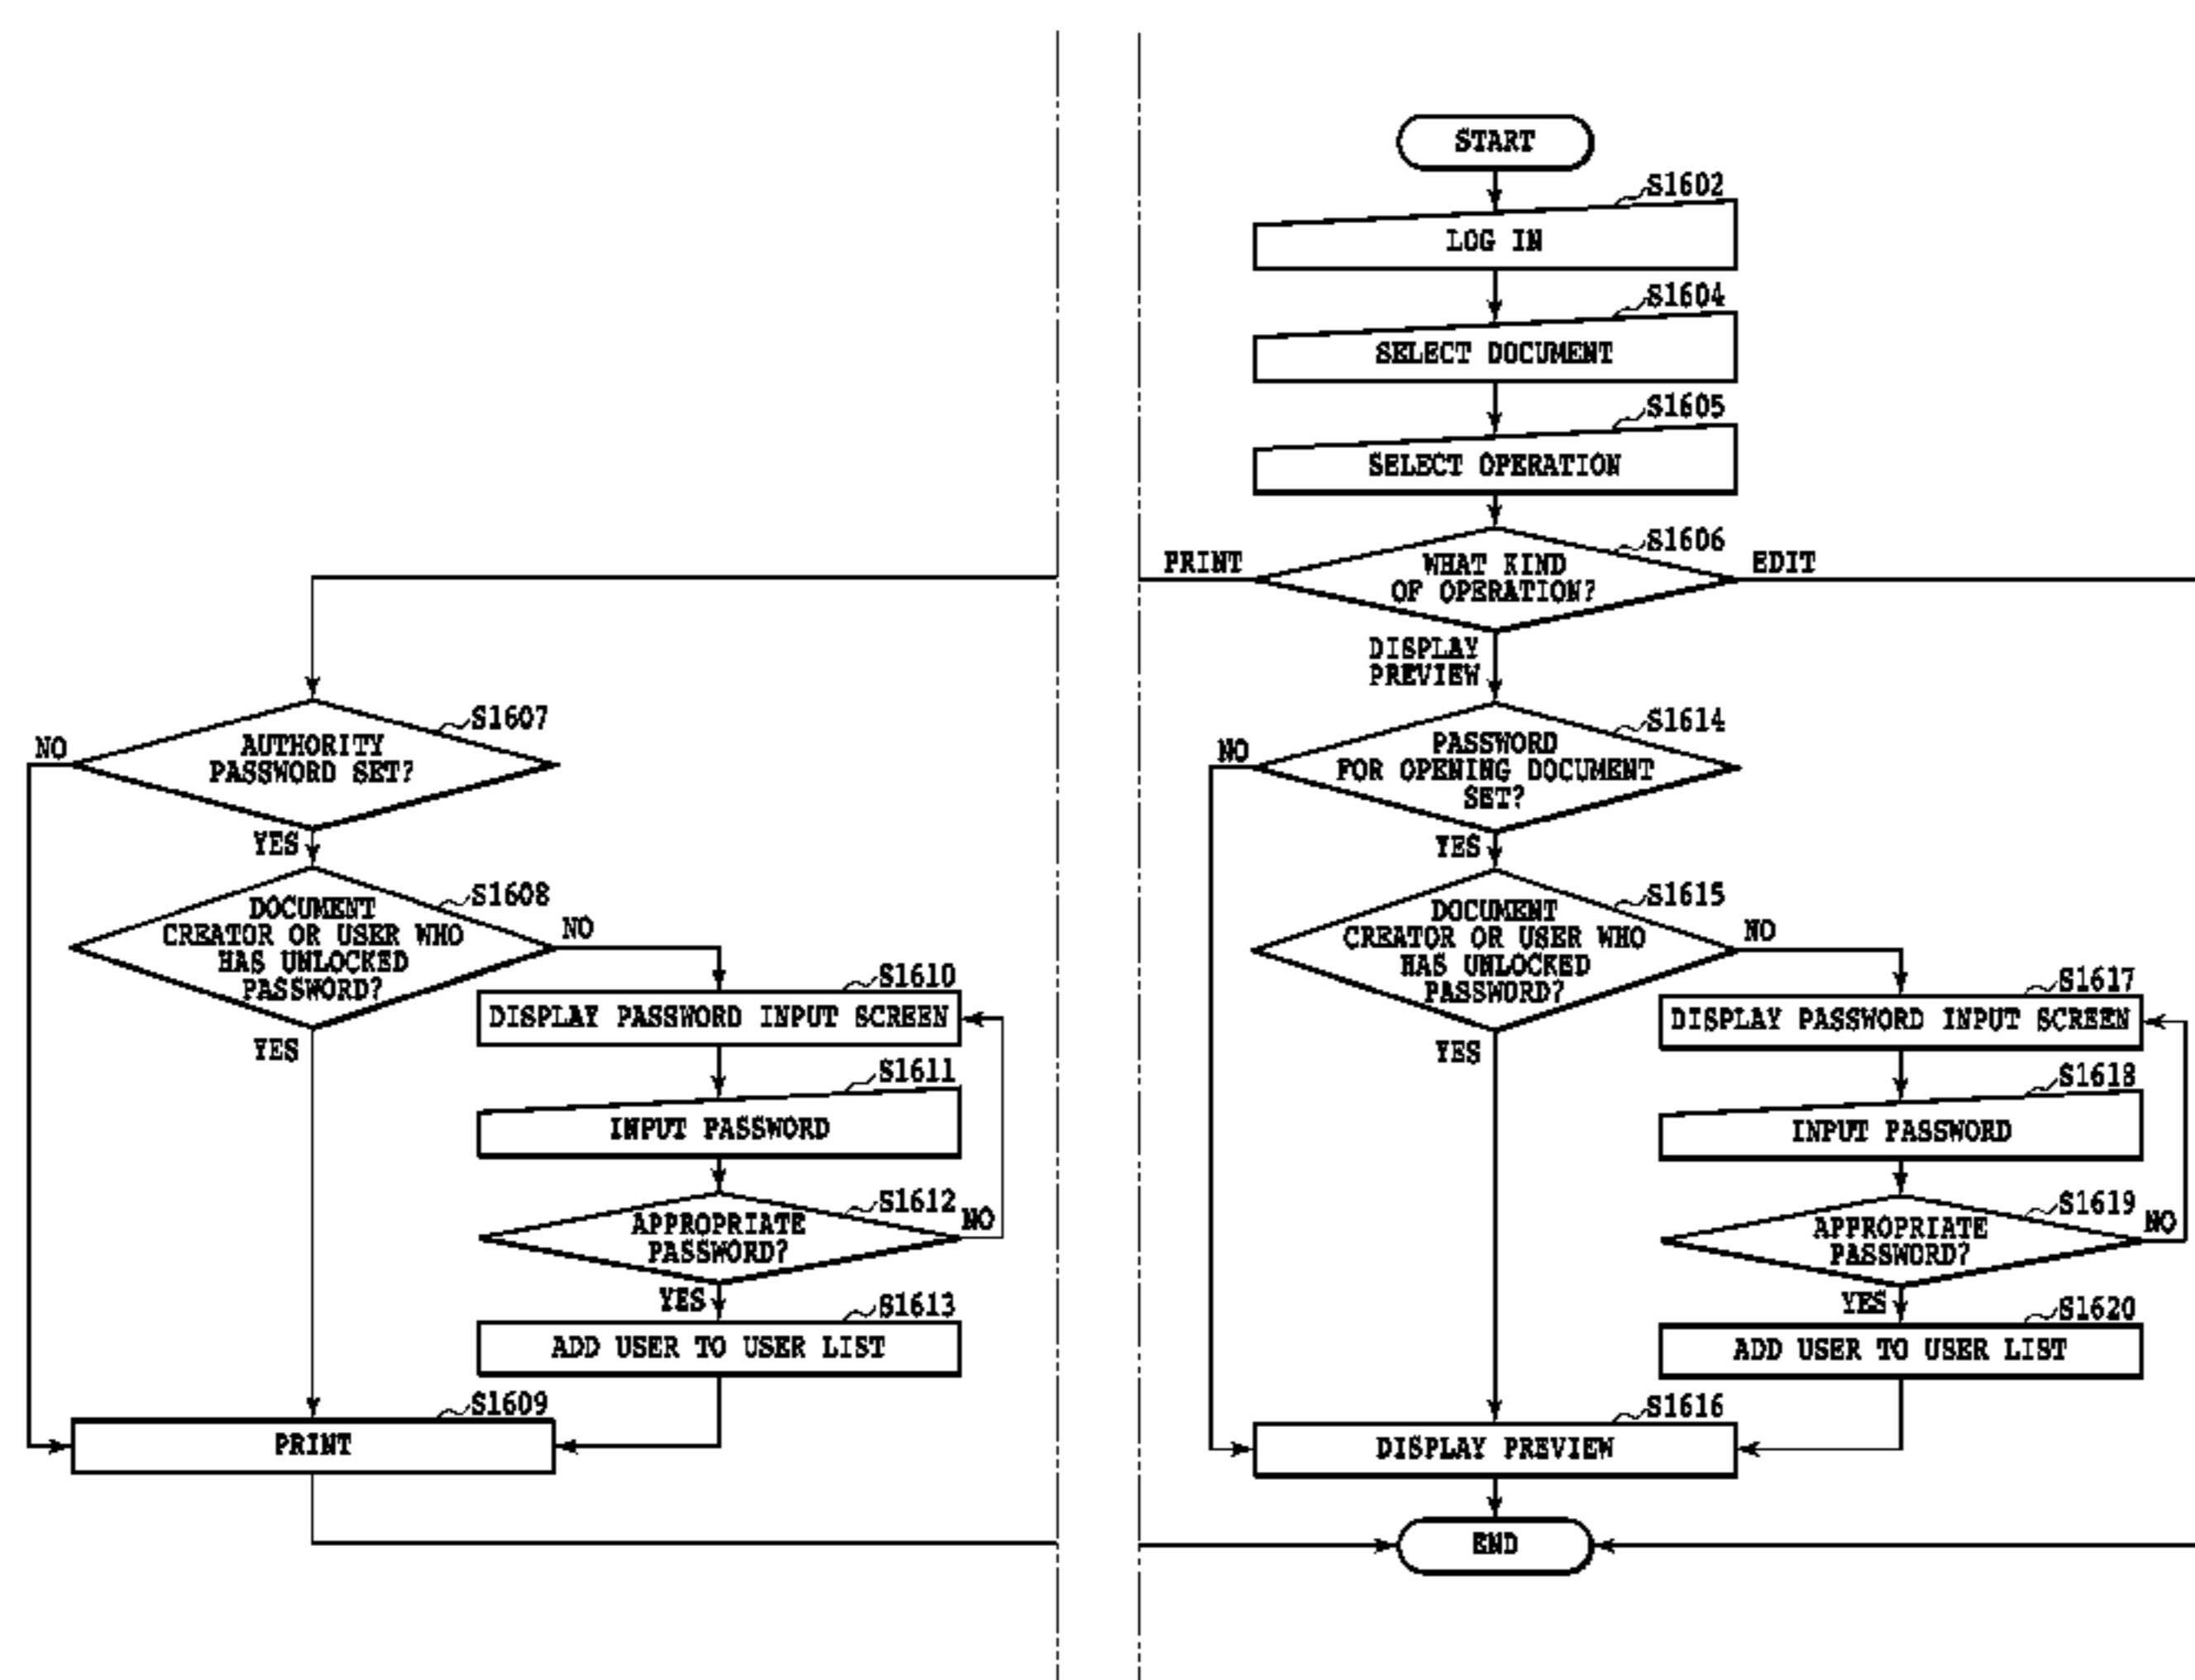 START
S1602
LOG IN
S1604
SELECT DOCUMENT
S1605
SELECT OPERATION
S1606
PRINT
WHAT KIND
OF OPERATION?
EDIT
DISPLAY
PREVIEW
S1607
NO
AUTHORITY
PASSWORD SET?
YES
S1608
DOCUMENT
CREATOR OR USER WHO
HAS UNLOCKED
PASSWORD?
NO
YES
S1610
DISPLAY PASSWORD INPUT SCREEN
S1611
INPUT PASSWORD
S1612
APPROPRIATE
PASSWORD?
NO
YES
S1613
ADD USER TO USER LIST
S1609
PRINT
S1614
NO
PASSWORD
FOR OPENING DOCUMENT
SET?
YES
S1615
DOCUMENT
CREATOR OR USER WHO
HAS UNLOCKED
PASSWORD?
NO
YES
S1617
DISPLAY PASSWORD INPUT SCREEN
S1618
INPUT PASSWORD
S1619
APPROPRIATE
PASSWORD?
NO
YES
S1620
ADD USER TO USER LIST
S1616
DISPLAY PREVIEW
END